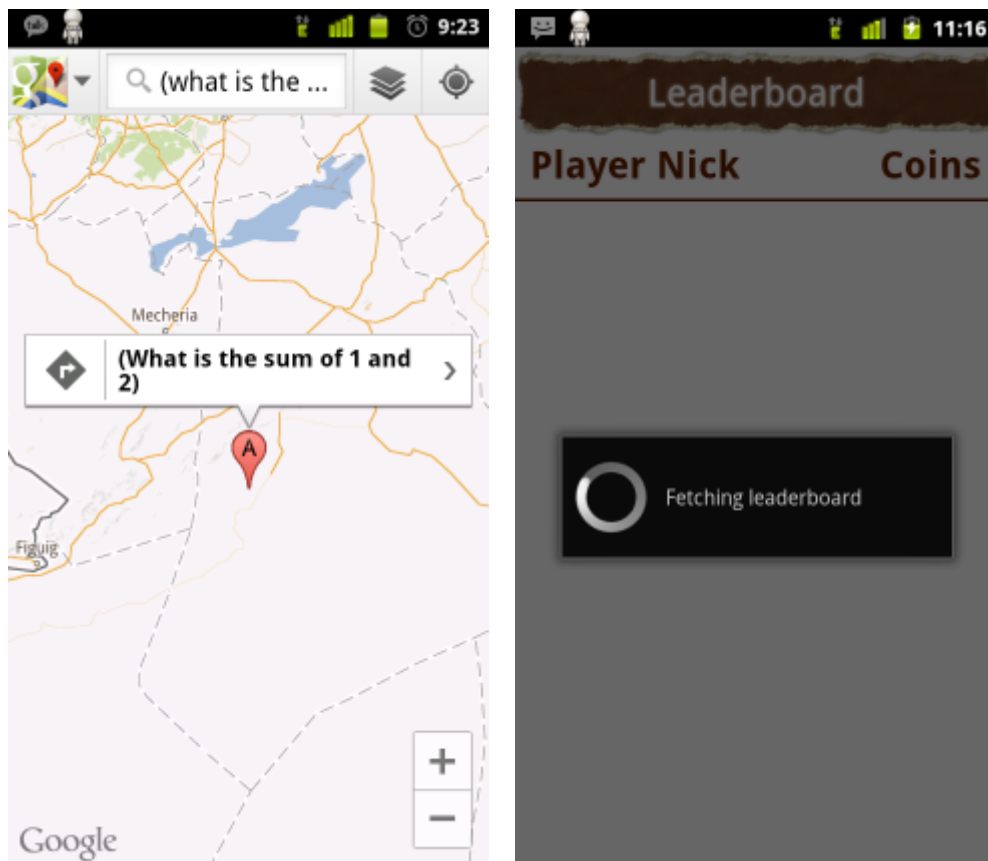 talk
9:23
(what is the ...
Mecheria
(What is the sum of 1 and
2)
A
Figuig
+
−
Google
11:16
Leaderboard
Player Nick Coins
Fetching leaderboard